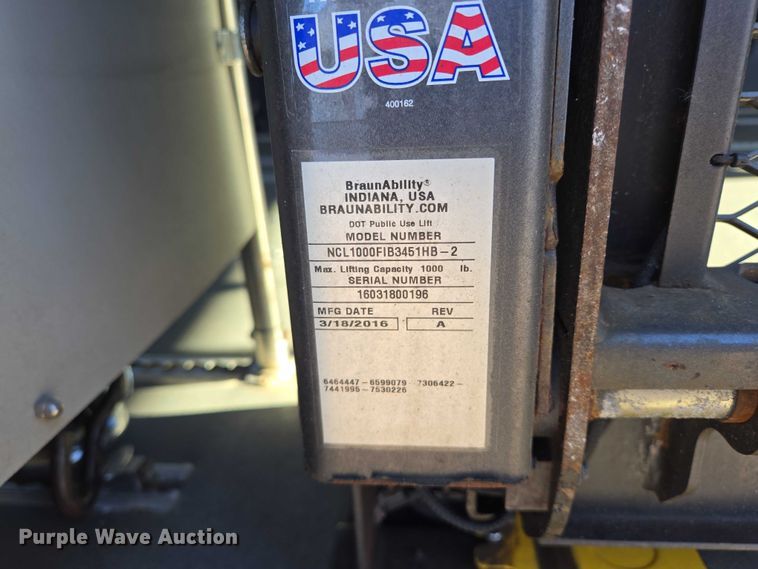 USA
400162
BraunAbility®
INDIANA, USA
BRAUNABILITY.COM
DOT Public Use Lift
MODEL NUMBER
NCL1000FIB3451HB-2
Max. Lifting Capacity 1000 lb.
SERIAL NUMBER
16031800196
MFG DATE REV
3/18/2016 A
6464447-6599079 7306422-
7441995-7530226
Purple Wave Auction